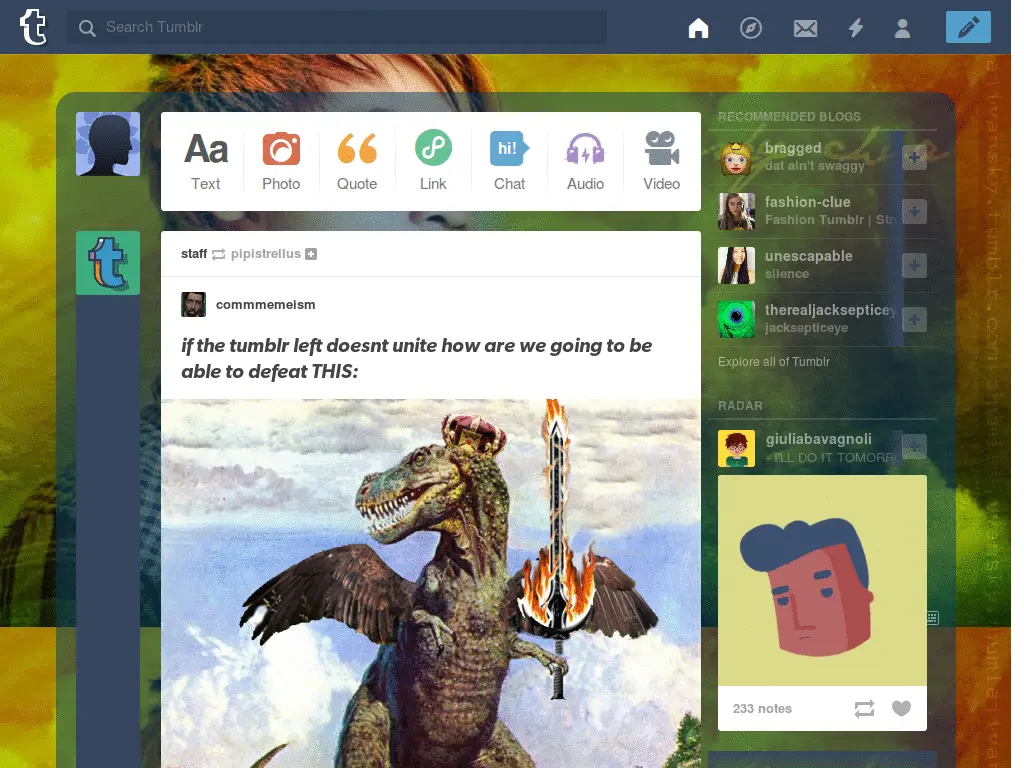 Search Tumblr
Aa
Text
Photo
Quote
Link
hi!
Chat
Audio
Video
staff pipistrellus
commmemeism
if the tumblr left doesnt unite how are we going to be
able to defeat THIS:
RECOMMENDED BLOGS
bragged
dat ain't swaggy
fashion-clue
Fashion Tumblr | Str
unescapable
silence
therealjacksepticey
jacksepticeye
Explore all of Tumblr
RADAR
giuliabavagnoli
- I'LL DO IT TOMORR
233 notes